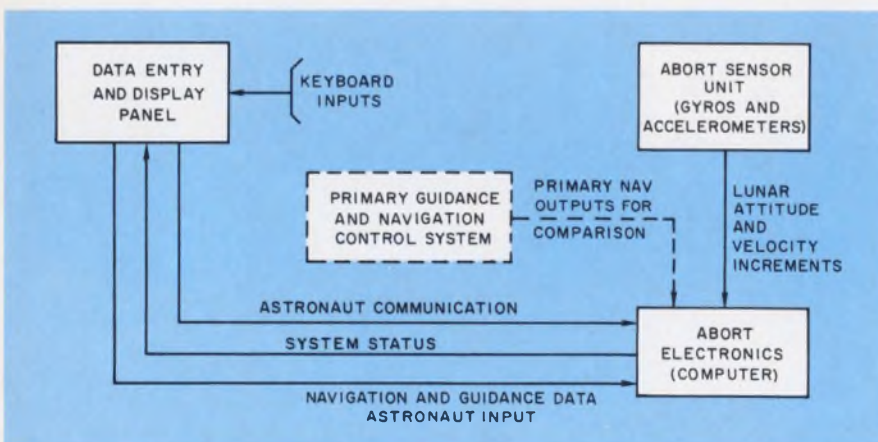 DATA ENTRY
AND DISPLAY
PANEL
KEYBOARD
INPUTS
ABORT SENSOR
UNIT
(GYROS AND
ACCELEROMETERS)
PRIMARY GUIDANCE
AND NAVIGATION
CONTROL SYSTEM
PRIMARY NAV
OUTPUTS FOR
COMPARISON
LUNAR
ATTITUDE
AND
VELOCITY
INCREMENTS
ASTRONAUT COMMUNICATION
SYSTEM STATUS
NAVIGATION AND GUIDANCE DATA
ASTRONAUT INPUT
ABORT
ELECTRONICS
(COMPUTER)